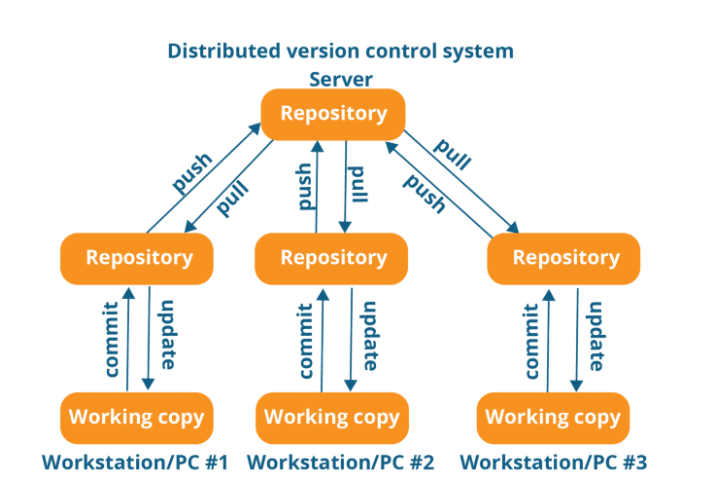 Distributed version control system
Server
Repository
push
pull
push
pull
push
pull
Repository
Repository
Repository
commit
update
commit
update
commit
update
Working copy
Working copy
Working copy
Workstation/PC #1
Workstation/PC #2
Workstation/PC #3